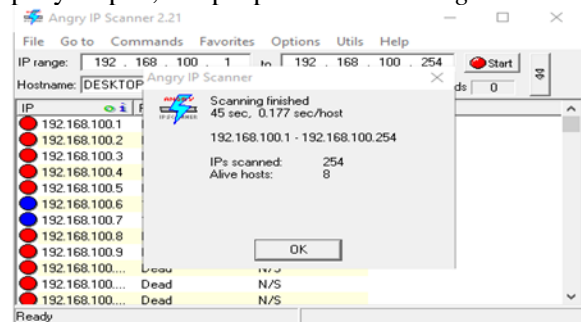 Angry IP Scanner 2.21
File Go to Commands Favorites Options Utils Help
IP range: 192 . 168 . 100 . 1 to 192 . 168 . 100 . 254 Start
Hostname: DESKTOP ds 0
Angry IP Scanner
Scanning finished
45 sec, 0.177 sec/host
192.168.100.1 - 192.168.100.254
IPs scanned: 254
Alive hosts: 8
OK
IP
192.168.100.1
192.168.100.2
192.168.100.3
192.168.100.4
192.168.100.5
192.168.100.6
192.168.100.7
192.168.100.8
192.168.100.9
192.168.100.... Dead N/S
192.168.100.... Dead N/S
192.168.100.... Dead N/S
Ready